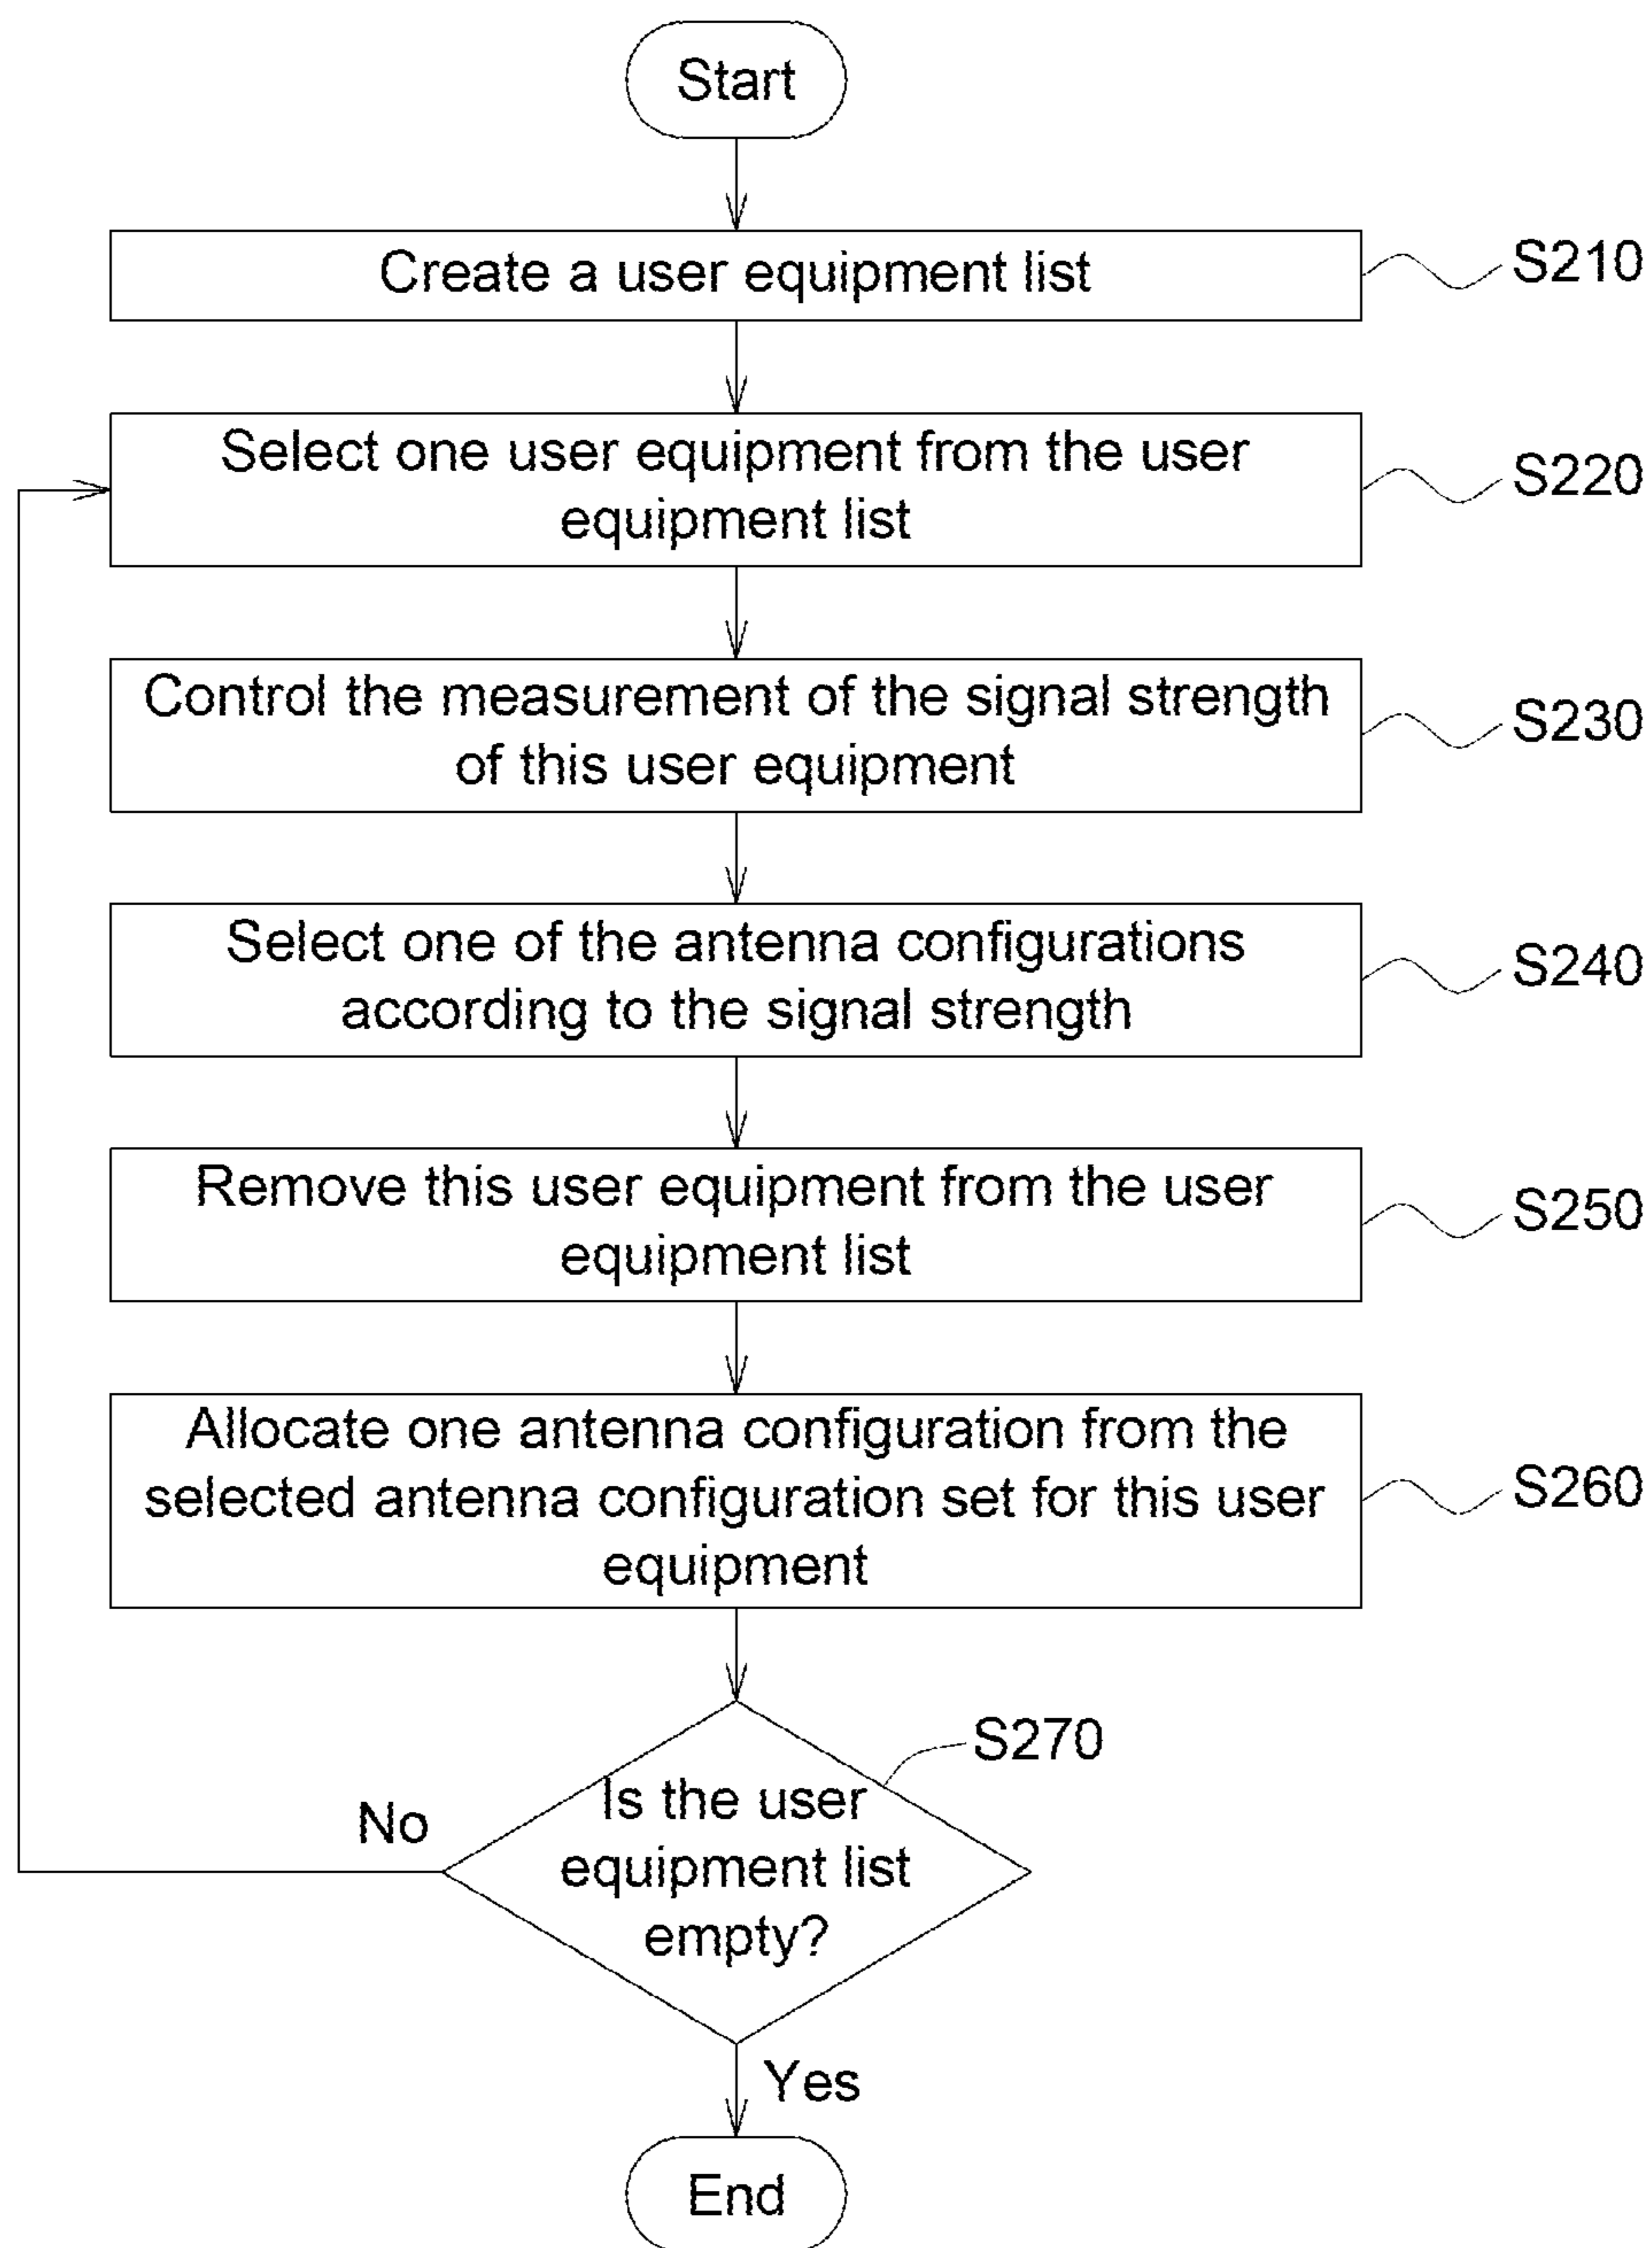 Start
Create a user equipment list
S210
Select one user equipment from the user
equipment list
S220
Control the measurement of the signal strength
of this user equipment
S230
Select one of the antenna configurations
according to the signal strength
S240
Remove this user equipment from the user
equipment list
S250
Allocate one antenna configuration from the
selected antenna configuration set for this user
equipment
S260
S270
Is the user
equipment list
empty?
No
Yes
End